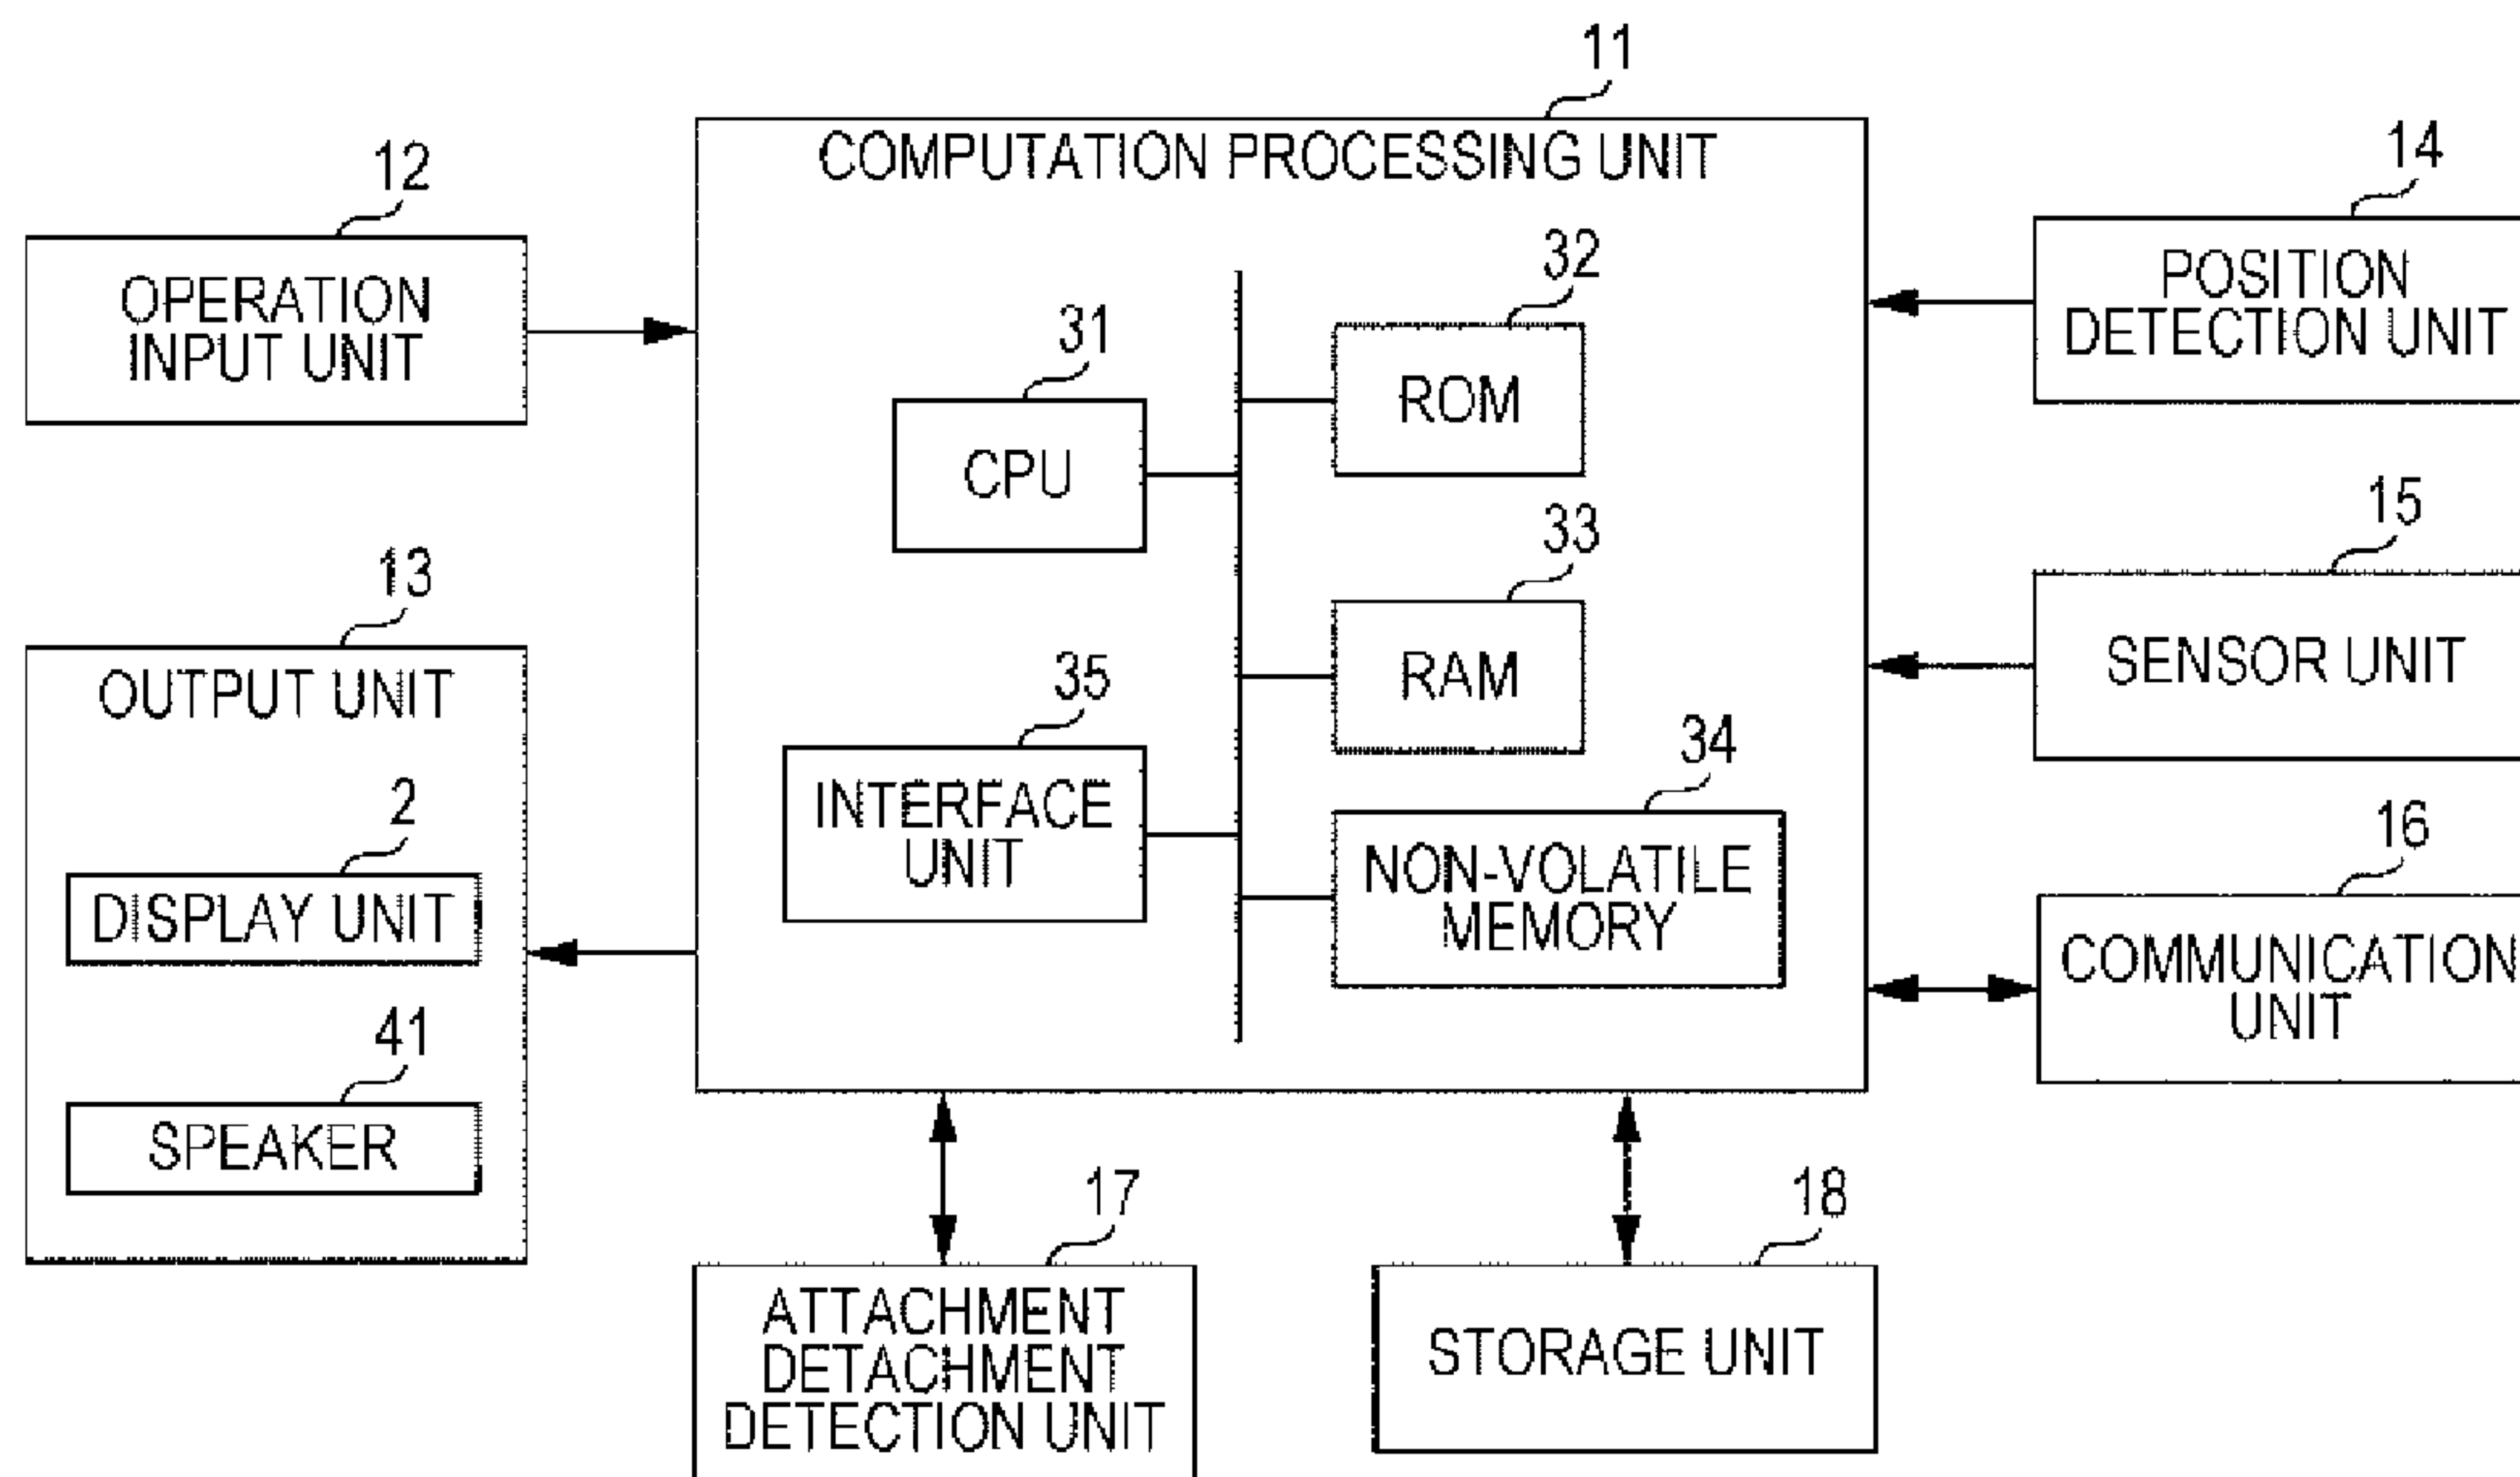 11
COMPUTATION PROCESSING UNIT
12
OPERATION
INPUT UNIT
13
OUTPUT UNIT
2
DISPLAY UNIT
41
SPEAKER
31
CPU
32
ROM
33
RAM
35
INTERFACE
UNIT
34
NON-VOLATILE
MEMORY
14
POSITION
DETECTION UNIT
15
SENSOR UNIT
16
COMMUNICATION
UNIT
17
ATTACHMENT
DETACHMENT
DETECTION UNIT
18
STORAGE UNIT